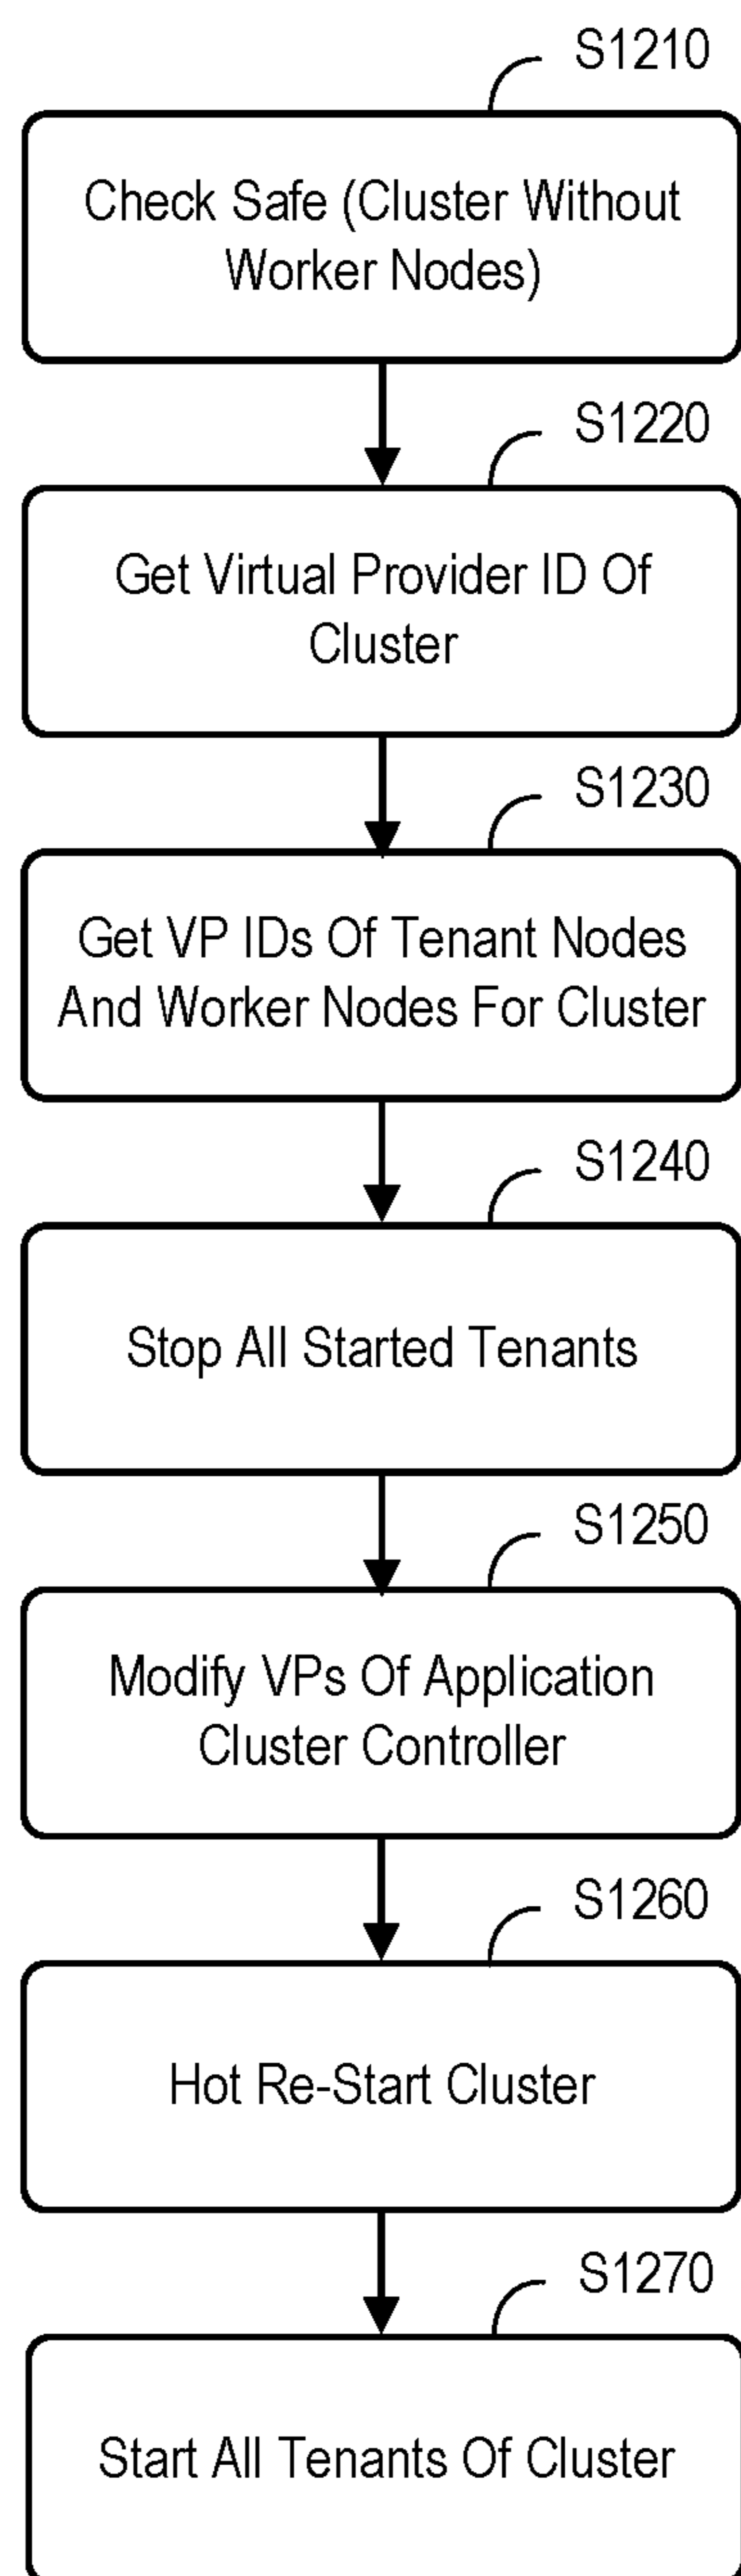 S1210
Check Safe (Cluster Without
Worker Nodes)
S1220
Get Virtual Provider ID Of
Cluster
S1230
Get VP IDs Of Tenant Nodes
And Worker Nodes For Cluster
S1240
Stop All Started Tenants
S1250
Modify VPs Of Application
Cluster Controller
S1260
Hot Re-Start Cluster
S1270
Start All Tenants Of Cluster